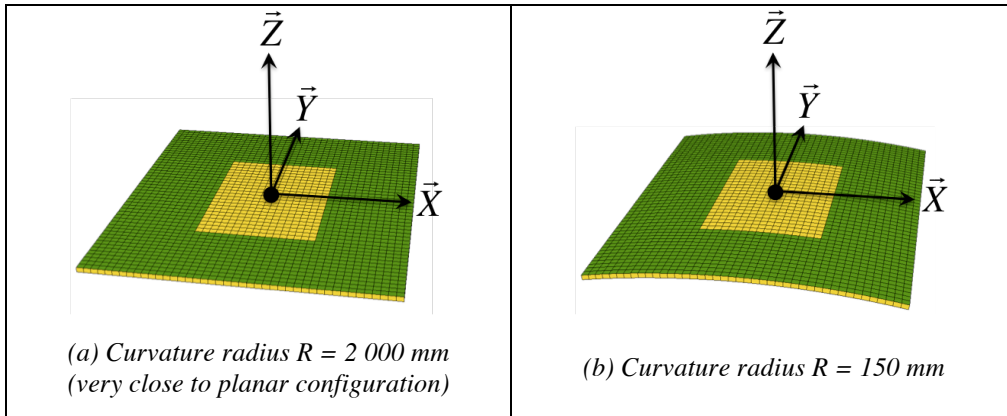 Z
Y
X
(a) Curvature radius R = 2 000 mm
(very close to planar configuration)
Z
Y
X
(b) Curvature radius R = 150 mm